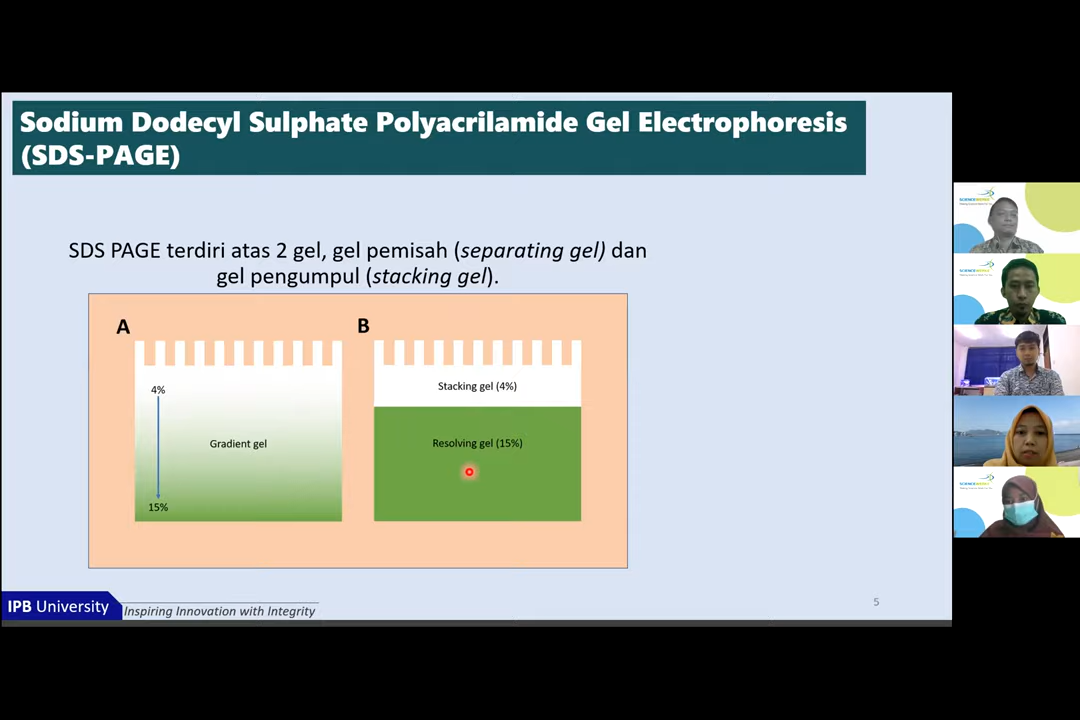 Sodium Dodecyl Sulphate Polyacrilamide Gel Electrophoresis
(SDS-PAGE)
SDS PAGE terdiri atas 2 gel, gel pemisah (separating gel) dan
gel pengumpul (stacking gel).
A
B
4%
Gradient gel
15%
Stacking gel (4%)
Resolving gel (15%)
IPB University
Inspiring Innovation with Integrity
5